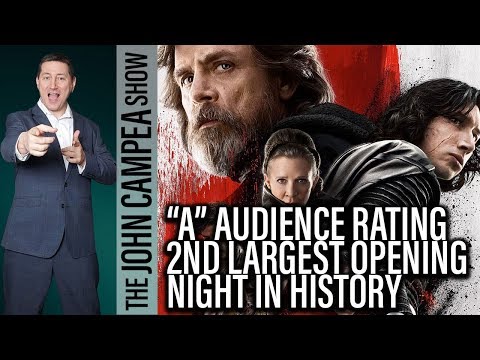 THE JOHN CAMPEA SHOW
"A" AUDIENCE RATING
2ND LARGEST OPENING
NIGHT IN HISTORY